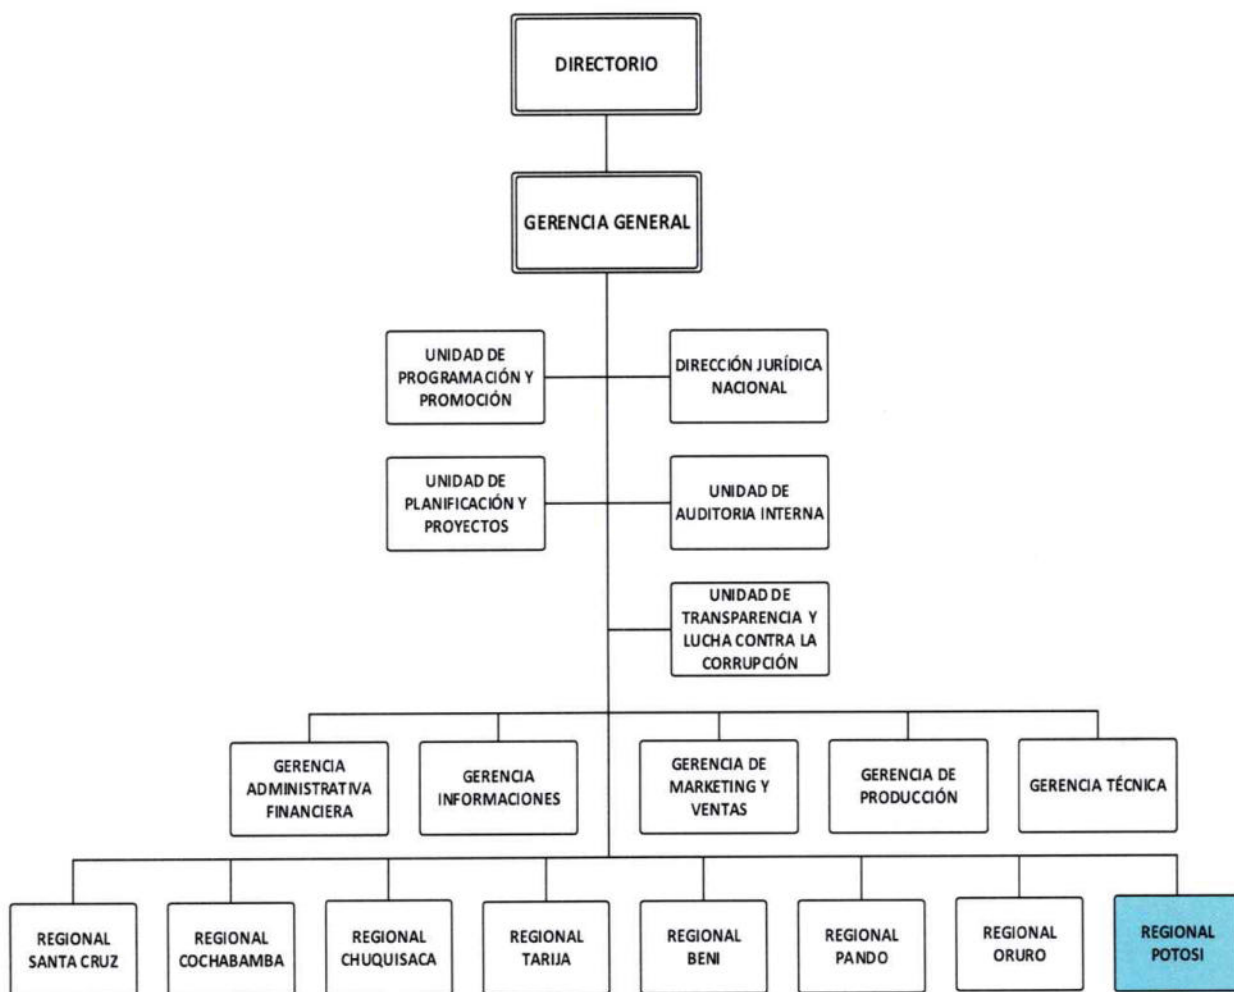 DIRECTORIO
GERENCIA GENERAL
UNIDAD DE
PROGRAMACIÓN Y
PROMOCIÓN
DIRECCIÓN JURÍDICA
NACIONAL
UNIDAD DE
PLANIFICACIÓN Y
PROYECTOS
UNIDAD DE
AUDITORIA INTERNA
UNIDAD DE
TRANSPARENCIA Y
LUCHA CONTRA LA
CORRUPCIÓN
GERENCIA
ADMINISTRATIVA
FINANCIERA
GERENCIA
INFORMACIONES
GERENCIA DE
MARKETING Y
VENTAS
GERENCIA DE
PRODUCCIÓN
GERENCIA TÉCNICA
REGIONAL
SANTA CRUZ
REGIONAL
COCHABAMBA
REGIONAL
CHUQUISACA
REGIONAL
TARIJA
REGIONAL
BENI
REGIONAL
PANDO
REGIONAL
ORURO
REGIONAL
POTOSI